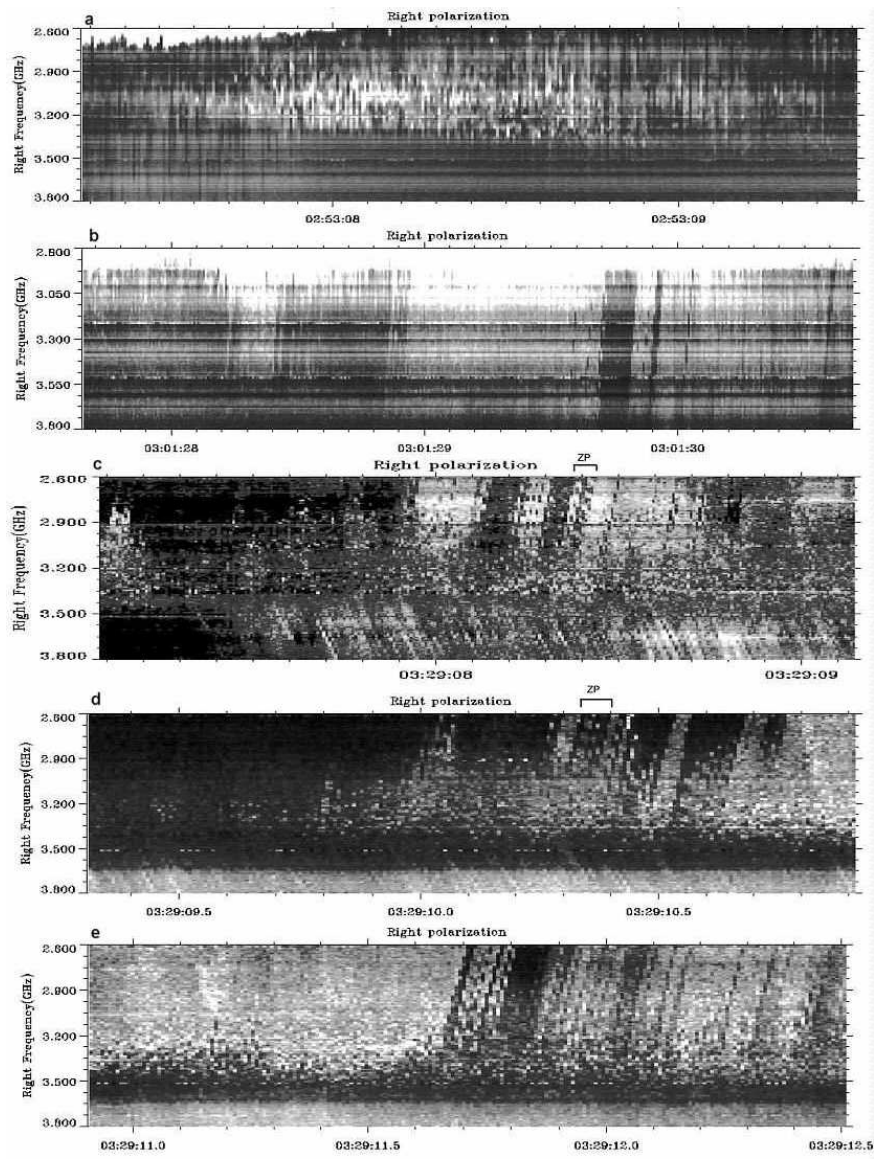 a
Right polarization
2.600
2.900
3.200
3.500
3.800
Right Frequency(GHz)
02:53:08 02:53:09
b
Right polarization
2.800
3.050
3.300
3.550
3.800
Right Frequency(GHz)
03:01:28 03:01:29 03:01:30
c
Right polarization
ZP
2.600
2.900
3.200
3.500
3.800
Right Frequency(GHz)
03:29:08 03:29:09
d
Right polarization
ZP
2.600
2.900
3.200
3.500
3.800
Right Frequency(GHz)
03:29:09.5 03:29:10.0 03:29:10.5
e
Right polarization
2.600
2.900
3.200
3.500
3.800
Right Frequency(GHz)
03:29:11.0 03:29:11.5 03:29:12.0 03:29:12.5